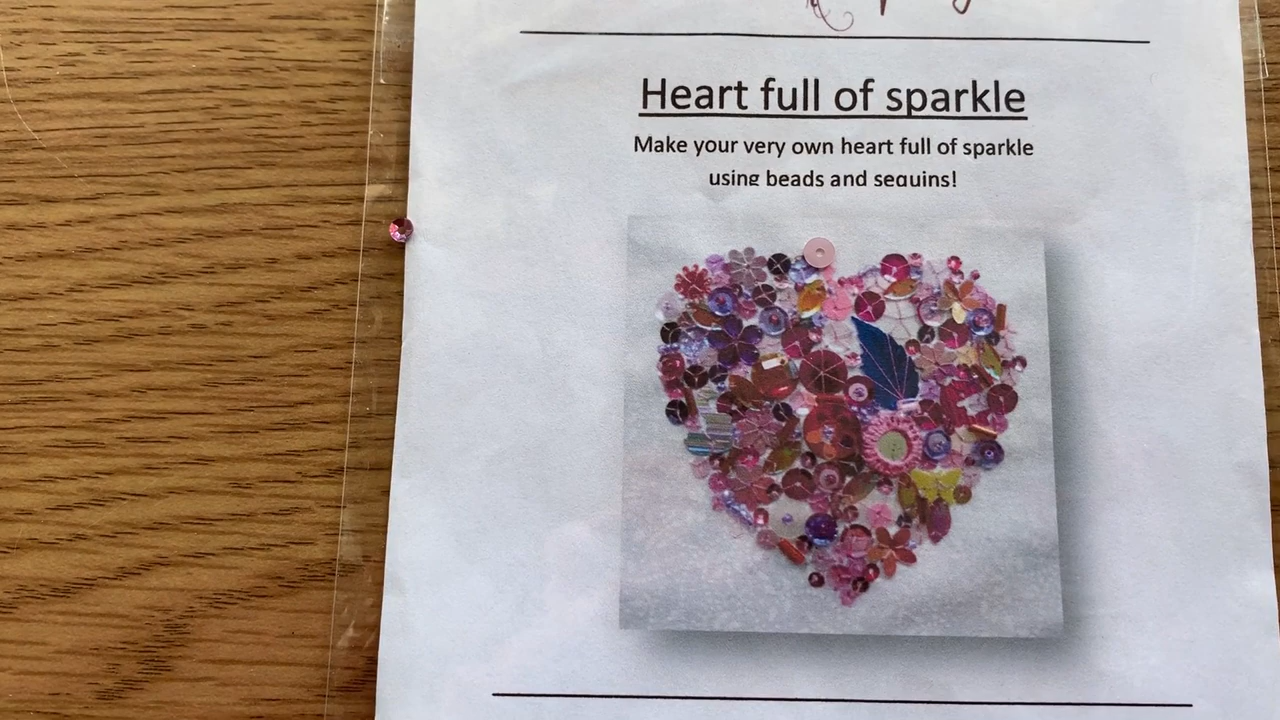 Heart full of sparkle
Make your very own heart full of sparkle
using beads and sequins!